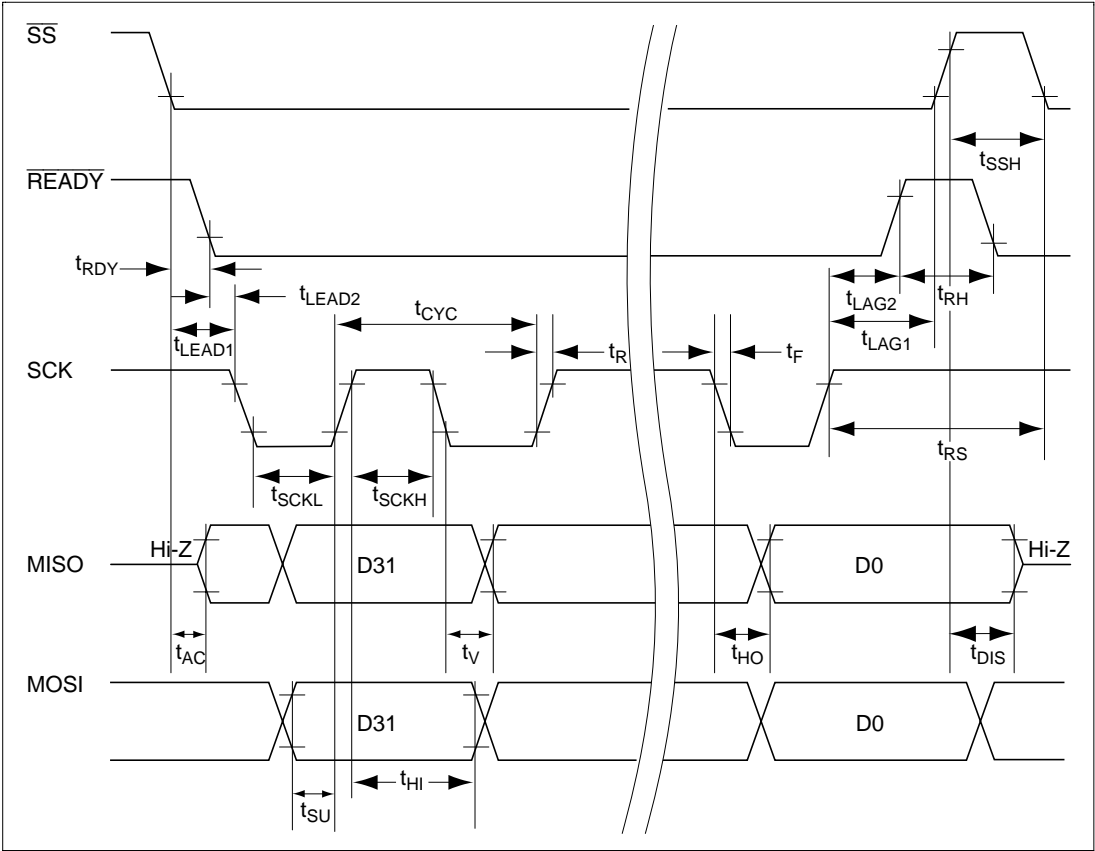 SS
tSSH
READY
tRDY
tLEAD2
tCYC
tLAG2
tRH
tLEAD1
tR
tF
tLAG1
SCK
tRS
tSCKL
tSCKH
Hi-Z
Hi-Z
MISO
D31
D0
tAC
tV
tHO
tDIS
MOSI
D31
D0
tHI
tSU